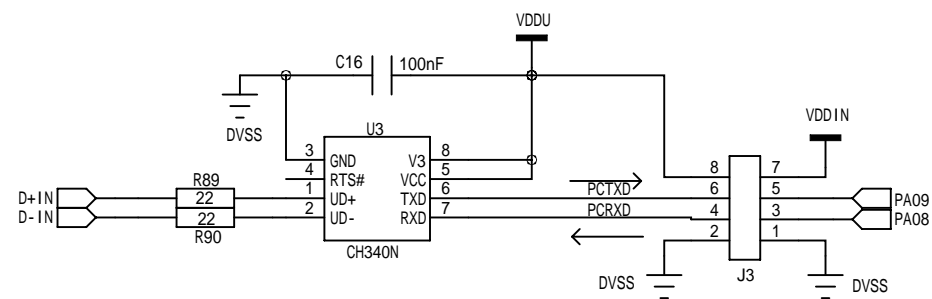 VDDU
C16 100nF
DVSS
U3
VDDIN
3 GND V3 8
4 RTS# VCC 5
R89
D+IN 22 1 UD+ TXD 6 PCTXD
D-IN 22 2 UD- RXD 7 PCRXD
R90
CH340N
8 7
6 5 PA09
4 3 PA08
2 1
DVSS J3 DVSS